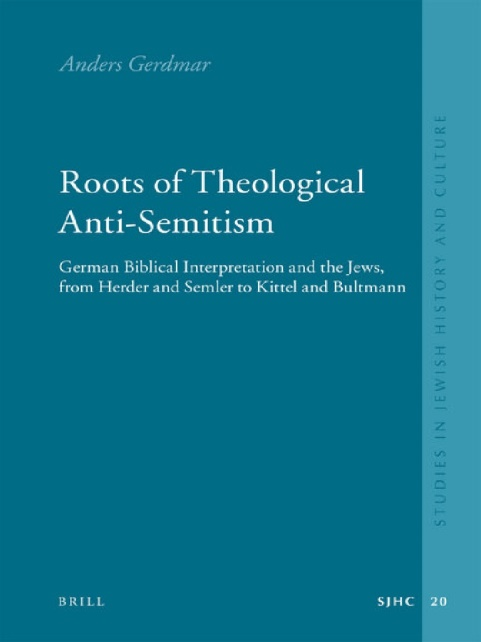 Anders Gerdmar
Roots of Theological
Anti-Semitism
German Biblical Interpretation and the Jews,
from Herder and Semler to Kittel and Bultmann
STUDIES IN JEWISH HISTORY AND CULTURE
BRILL
SJHC 20